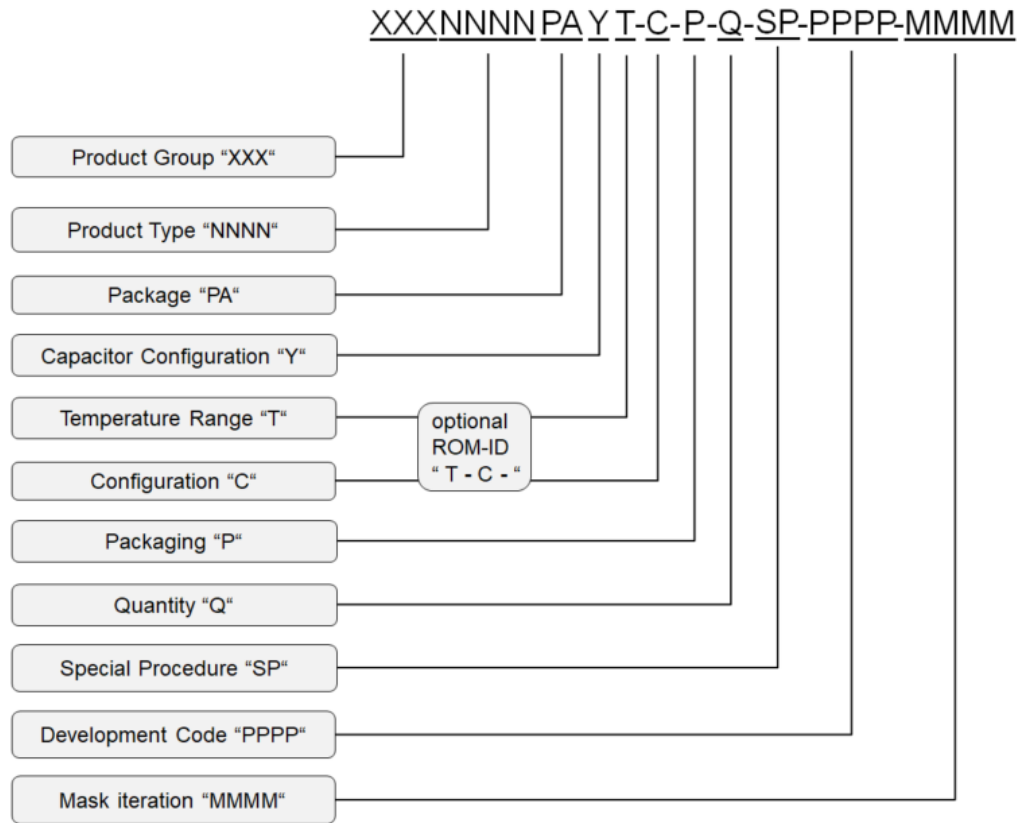 XXXNNNNPAYT-C-P-Q-SP-PPPP-MMMM
Product Group “XXX“
Product Type “NNNN“
Package “PA“
Capacitor Configuration “Y“
Temperature Range “T“
optional
ROM-ID
“ T - C - “
Configuration “C“
Packaging “P“
Quantity “Q“
Special Procedure “SP“
Development Code “PPPP“
Mask iteration “MMMM“